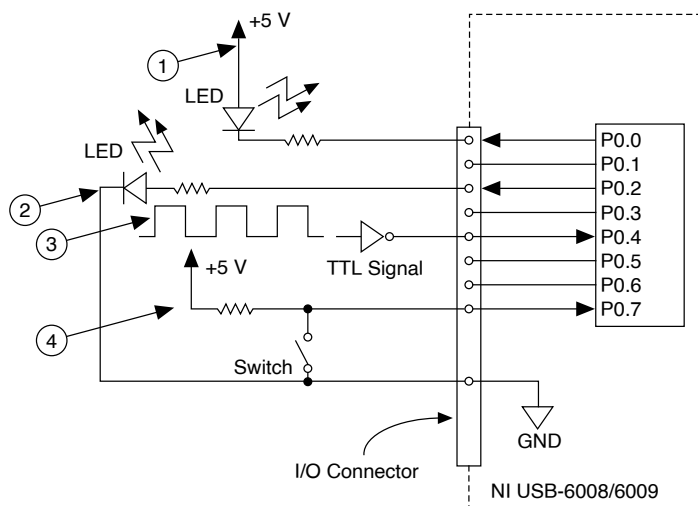 +5 V
1
LED
LED
P0.0
P0.1
P0.2
2
P0.3
3
P0.4
TTL Signal
+5 V
P0.5
P0.6
P0.7
4
Switch
GND
I/O Connector
NI USB-6008/6009